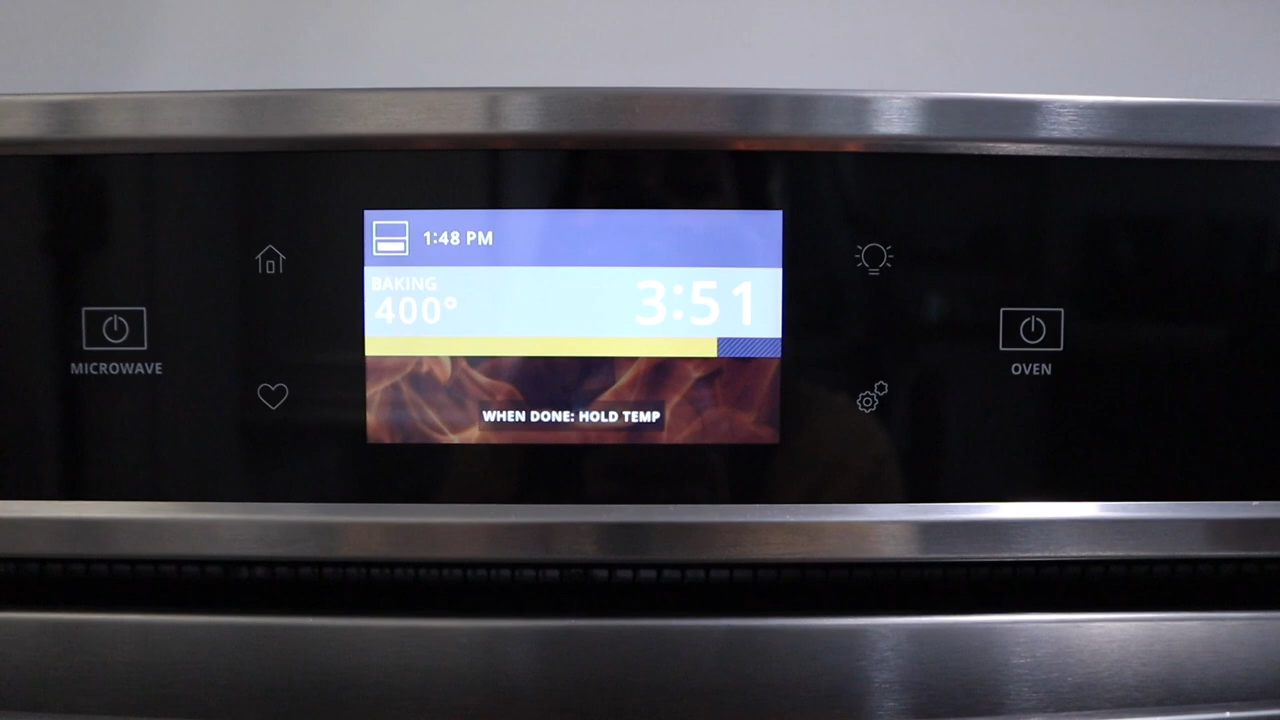 1:48 PM
BAKING
400°
3:51
WHEN DONE: HOLD TEMP
MICROWAVE
OVEN